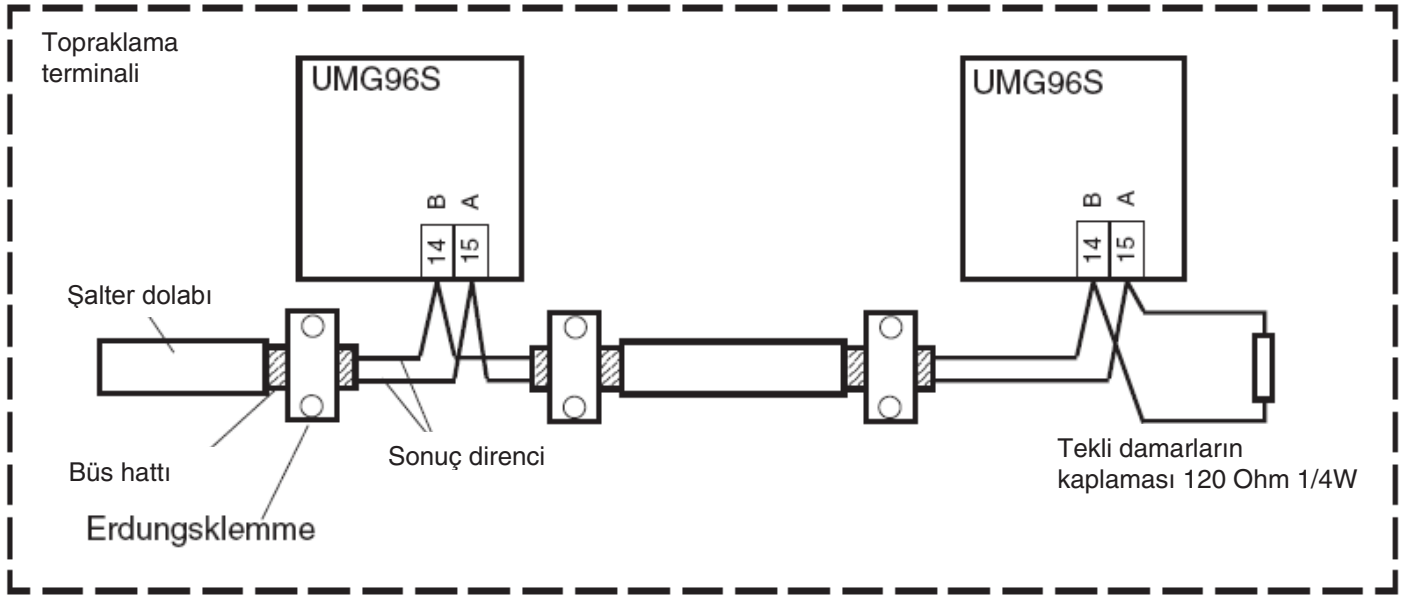 Topraklama
terminali
UMG96S
B A
14 15
UMG96S
B A
14 15
Şalter dolabı
Büs hattı
Sonuç direnci
Erdungsklemme
Tekli damarların
kaplaması 120 Ohm 1/4W